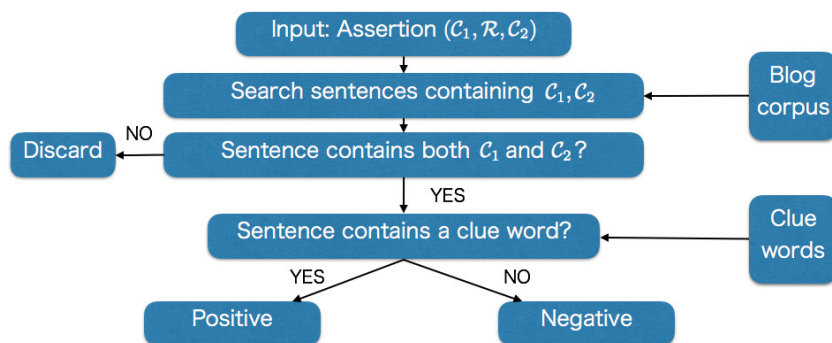 Input: Assertion (𝒞₁, ℛ, 𝒞₂)
Search sentences containing 𝒞₁, 𝒞₂
Blog
corpus
NO
Discard
Sentence contains both 𝒞₁ and 𝒞₂?
YES
Sentence contains a clue word?
Clue
words
YES
NO
Positive
Negative